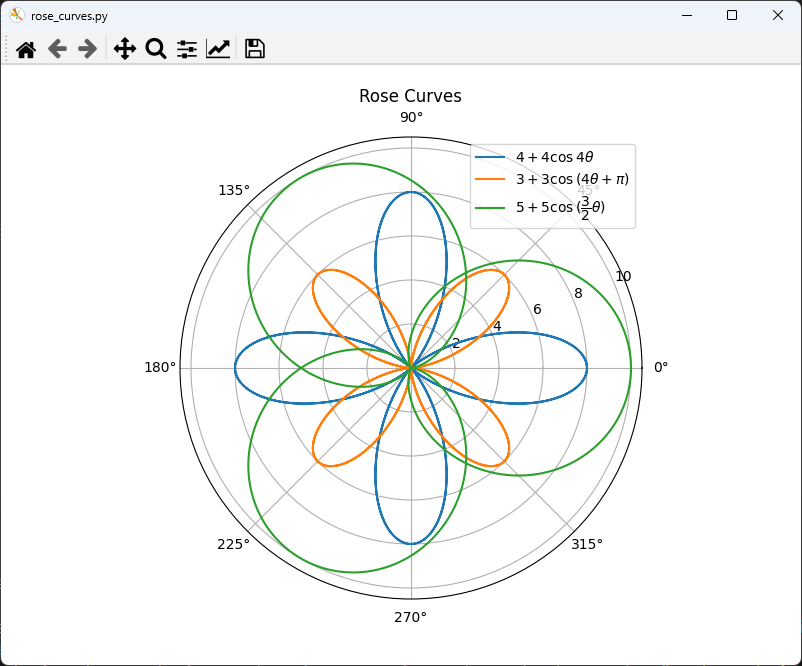 rose_curves.py
Rose Curves
90°
4 + 4cos 4θ
3 + 3cos (4θ + π)
5 + 5cos (3/2 θ)
135°
45°
10
8
6
4
2
180°
0°
225°
315°
270°